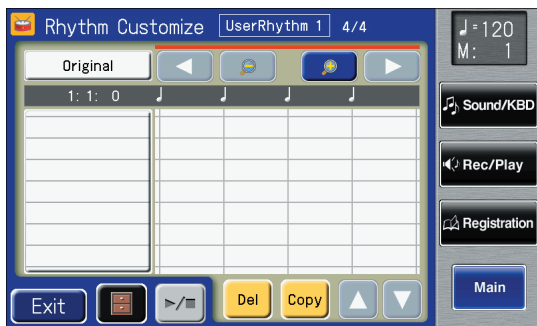 Rhythm Customize UserRhythm 1 4/4
♩=120
M: 1
Original
1: 1: 0
Sound/KBD
Rec/Play
Registration
Main
Exit
Del Copy